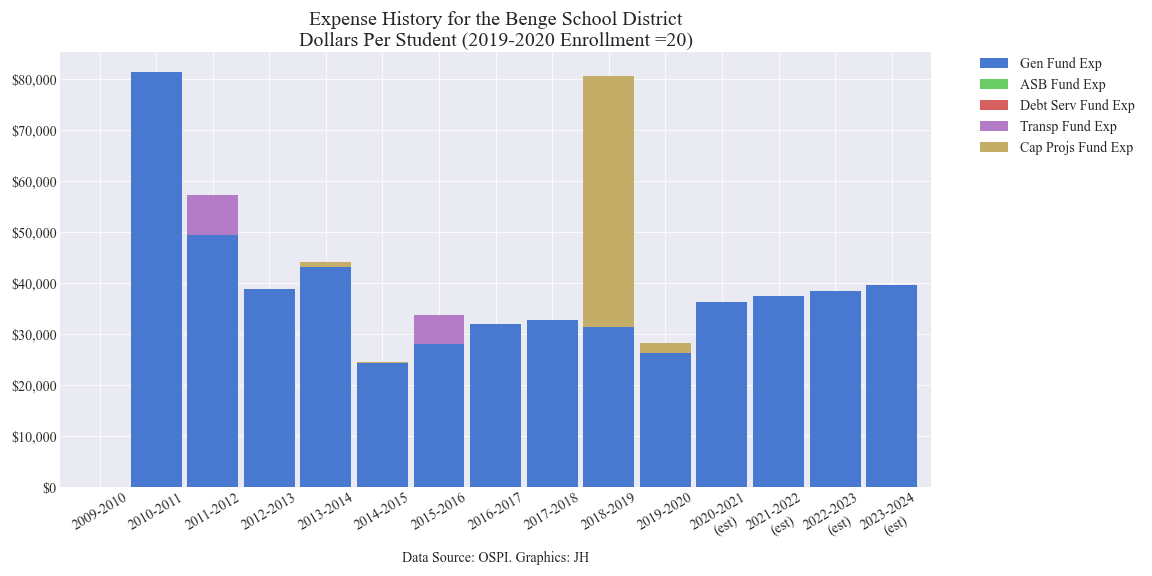 Expense History for the Benge School District
Dollars Per Student (2019-2020 Enrollment =20)
Gen Fund Exp
ASB Fund Exp
Debt Serv Fund Exp
Transp Fund Exp
Cap Projs Fund Exp
$80,000
$70,000
$60,000
$50,000
$40,000
$30,000
$20,000
$10,000
$0
2009-2010
2010-2011
2011-2012
2012-2013
2013-2014
2014-2015
2015-2016
2016-2017
2017-2018
2018-2019
2019-2020
2020-2021
(est)
2021-2022
(est)
2022-2023
(est)
2023-2024
(est)
Data Source: OSPI. Graphics: JH